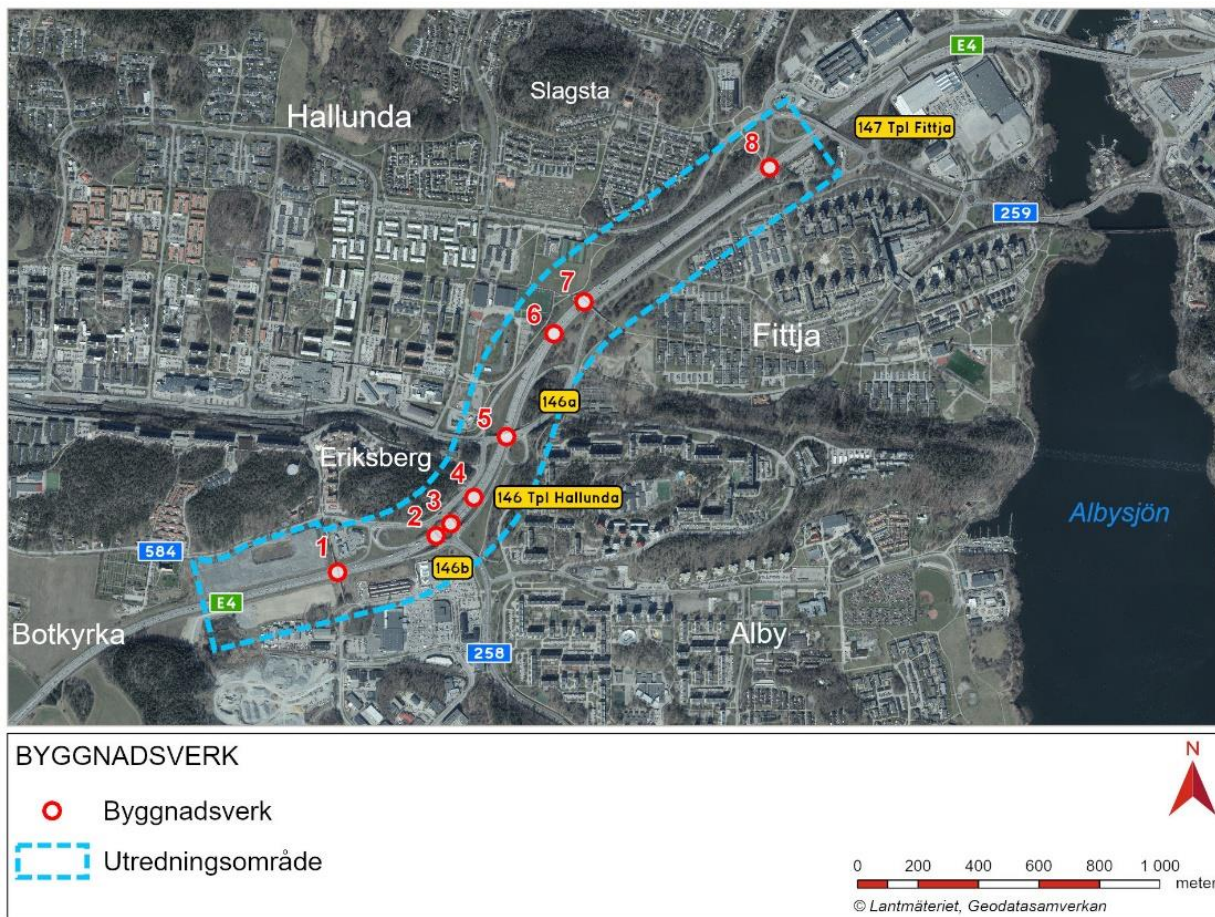 E4
Slagsta
Hallunda
147 Tpl Fittja
8
259
7
6
Fittja
146a
5
Eriksberg
4
146 Tpl Hallunda
3
2
Albysjön
1
584
146b
E4
Botkyrka
Alby
258
BYGGNADSVERK
Byggnadsverk
Utredningsområde
N
0 200 400 600 800 1 000
meter
© Lantmäteriet, Geodatasamverkan